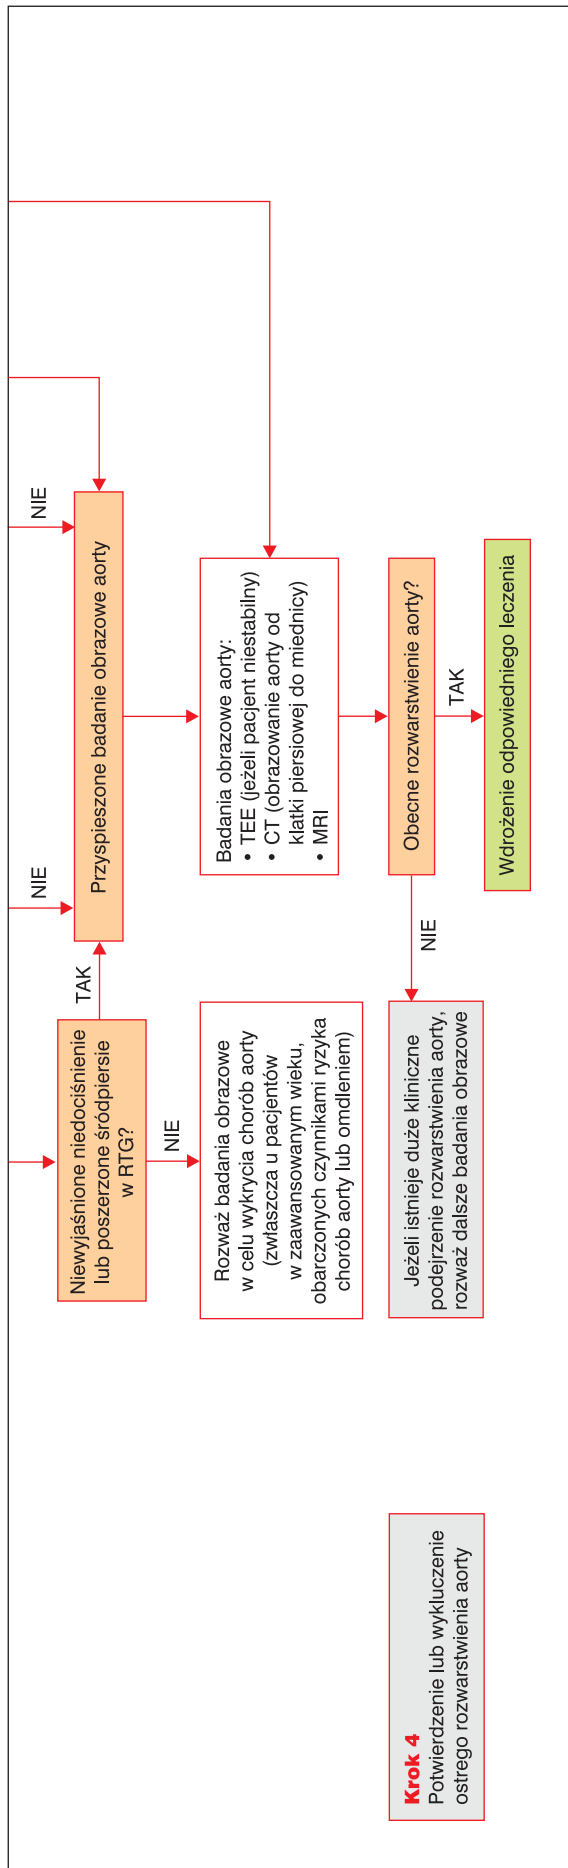 Niewyjaśnione niedociśnienie
lub poszerzone śródpiersie
w RTG?
TAK
NIE
NIE
NIE
Przyspieszone badanie obrazowe aorty
Rozważ badania obrazowe
w celu wykrycia chorób aorty
(zwłaszcza u pacjentów
w zaawansowanym wieku,
obarczonych czynnikami ryzyka
chorób aorty lub omdleniem)
Badania obrazowe aorty:
• TEE (jeżeli pacjent niestabilny)
• CT (obrazowanie aorty od
klatki piersiowej do miednicy)
• MRI
Krok 4
Potwierdzenie lub wykluczenie
ostrego rozwarstwienia aorty
Jeżeli istnieje duże kliniczne
podejrzenie rozwarstwienia aorty,
rozważ dalsze badania obrazowe
NIE
Obecne rozwarstwienie aorty?
TAK
Wdrożenie odpowiedniego leczenia